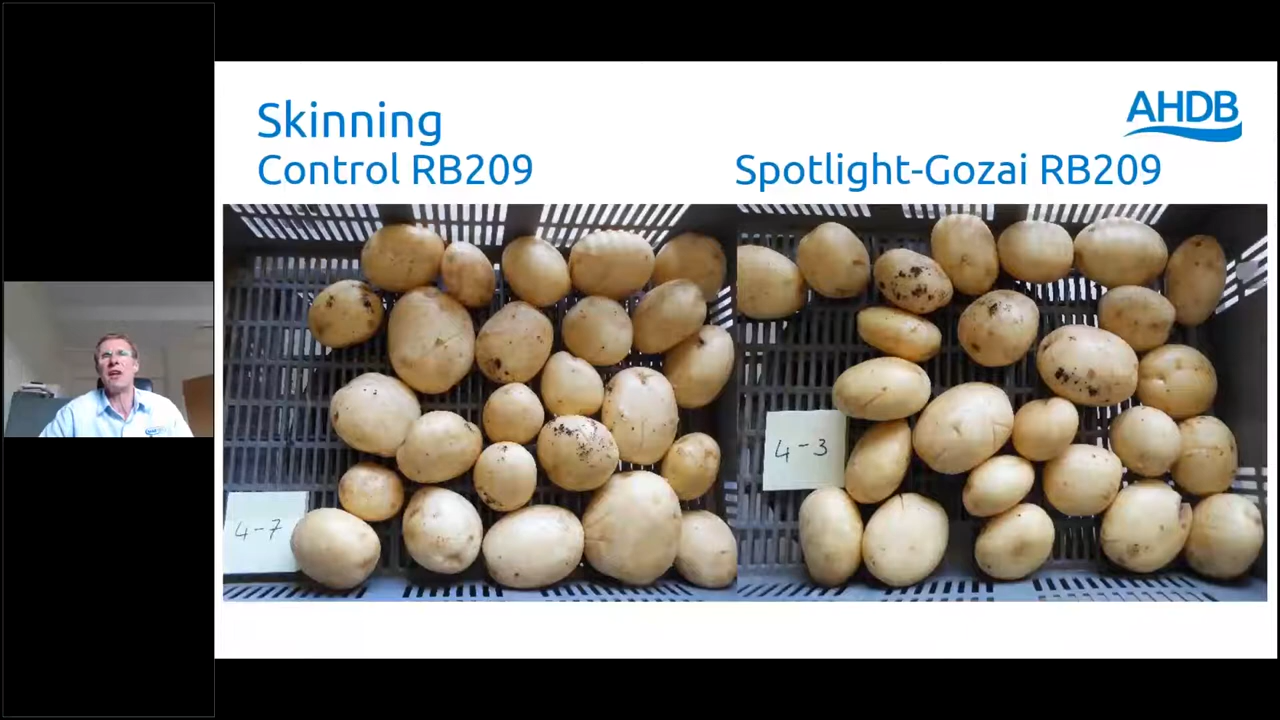 Skinning
Control RB209
Spotlight-Gozai RB209
AHDB
4-7
4-3